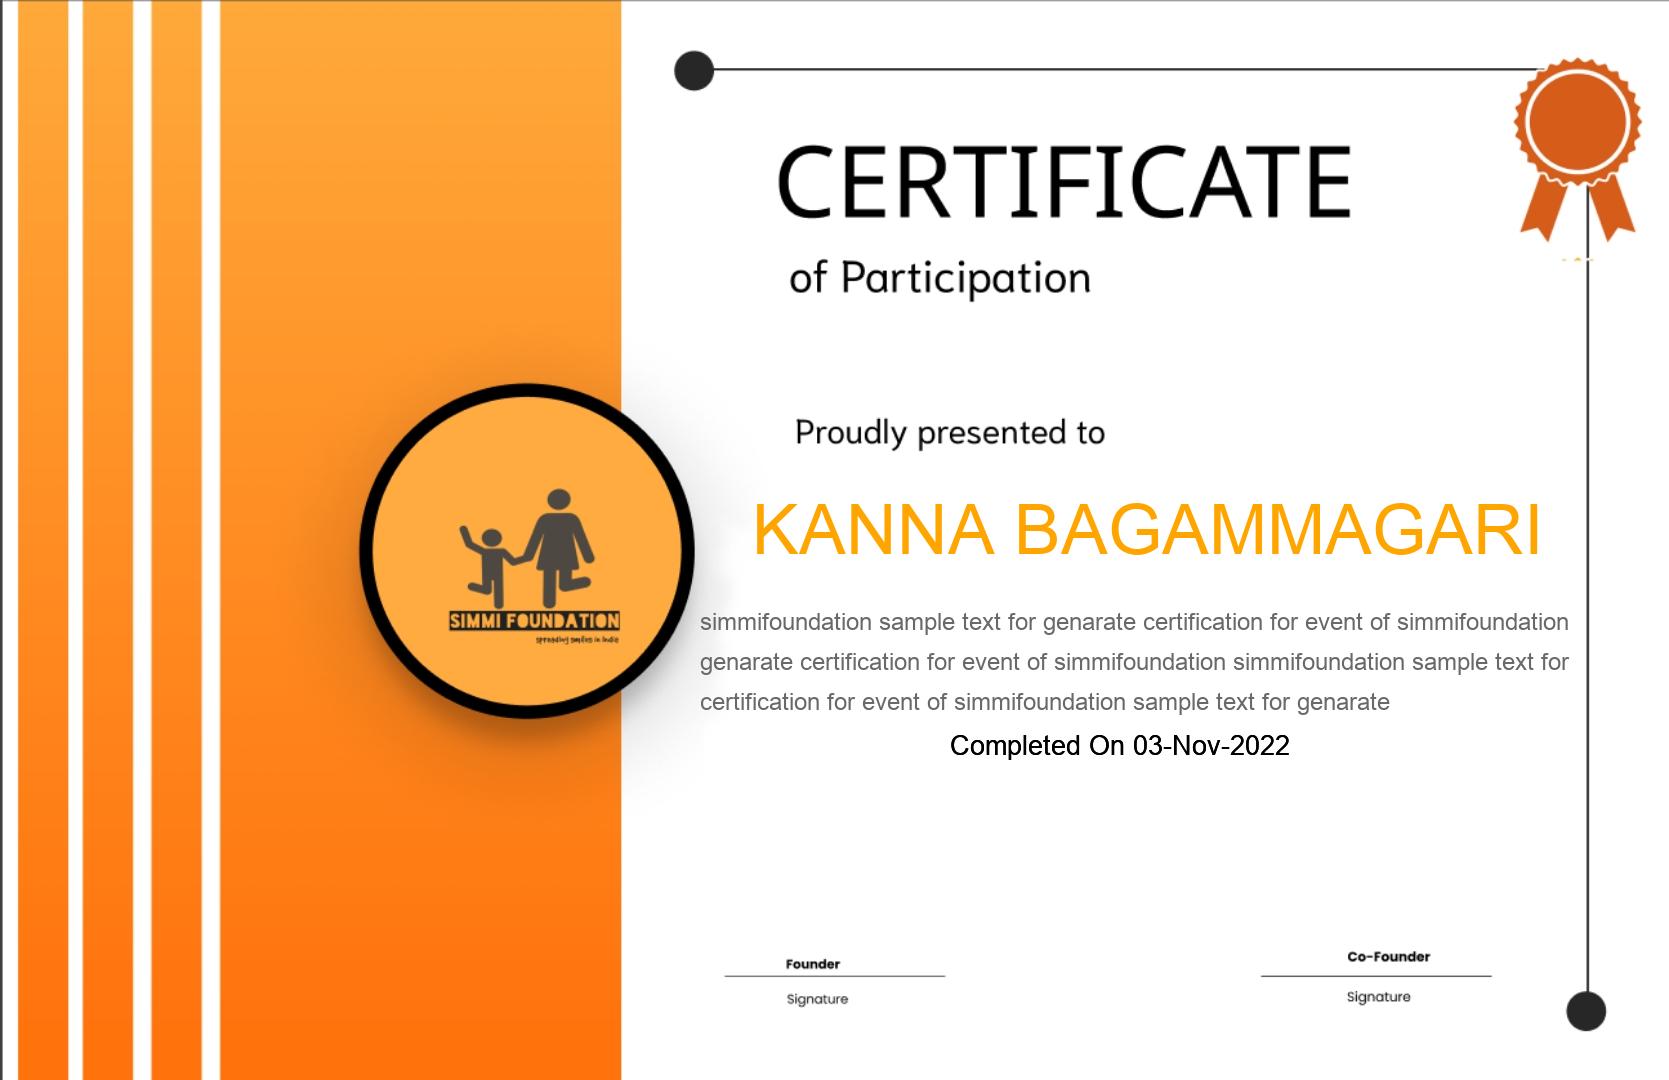 CERTIFICATE
of Participation
Proudly presented to
KANNA BAGAMMAGARI
SIMMI FOUNDATION
spreading smiles in India
simmifoundation sample text for genarate certification for event of simmifoundation
genarate certification for event of simmifoundation simmifoundation sample text for
certification for event of simmifoundation sample text for genarate
Completed On 03-Nov-2022
Founder
Signature
Co-Founder
Signature